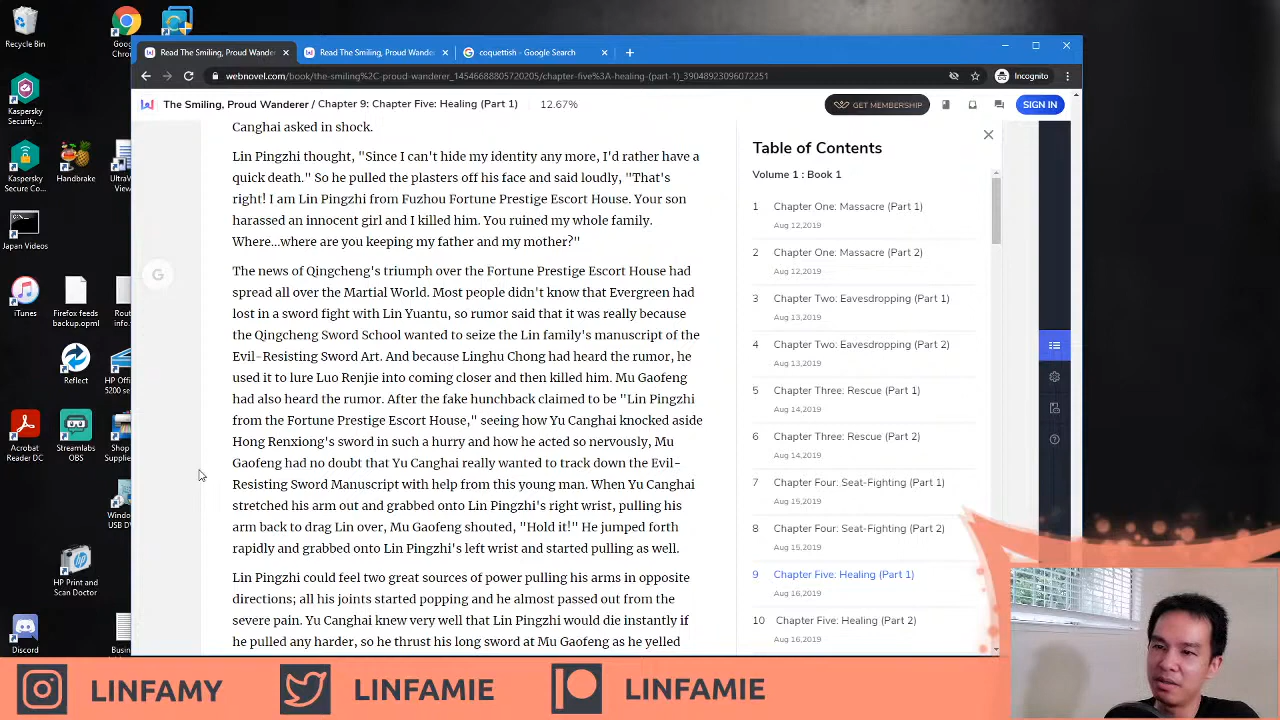 Recycle Bin
Goo
Chro
Kaspersky
Security...
Kaspersky
Secure Co...
Handbrake
UltraV
Japan Videos
iTunes
Firefox feeds
backup.pml
Route
info..
Reflect
HP Offi
5200 se
Acrobat
Reader DC
Streamlabs
OBS
Shop
Supplies
Windows
USB DV
HP Print and
Scan Doctor
Discord
Read The Smiling, Proud Wander
Read The Smiling, Proud Wande
coquettish - Google Search
webnovel.com/book/the-smiling%2C-proud-wanderer_14546688805720205/chapter-five%3A-healing-(part-1)_39048923096072251
Incognito
The Smiling, Proud Wanderer / Chapter 9: Chapter Five: Healing (Part 1)
12.67%
GET MEMBERSHIP
SIGN IN
Canghai asked in shock.
Lin Pingzhi thought, "Since I can't hide my identity any more, I'd rather have a
quick death." So he pulled the plasters off his face and said loudly, "That's
right! I am Lin Pingzhi from Fuzhou Fortune Prestige Escort House. Your son
harassed an innocent girl and I killed him. You ruined my whole family.
Where...where are you keeping my father and my mother?"
The news of Qingcheng's triumph over the Fortune Prestige Escort House had
spread all over the Martial World. Most people didn't know that Evergreen had
lost in a sword fight with Lin Yuantu, so rumor said that it was really because
the Qingcheng Sword School wanted to seize the Lin family's manuscript of the
Evil-Resisting Sword Art. And because Linghu Chong had heard the rumor, he
used it to lure Luo Renjie into coming closer and then killed him. Mu Gaofeng
had also heard the rumor. After the fake hunchback claimed to be "Lin Pingzhi
from the Fortune Prestige Escort House," seeing how Yu Canghai knocked aside
Hong Renxiong's sword in such a hurry and how he acted so nervously, Mu
Gaofeng had no doubt that Yu Canghai really wanted to track down the Evil-
Resisting Sword Manuscript with help from this young man. When Yu Canghai
stretched his arm out and grabbed onto Lin Pingzhi's right wrist, pulling his
arm back to drag Lin over, Mu Gaofeng shouted, "Hold it!" He jumped forth
rapidly and grabbed onto Lin Pingzhi's left wrist and started pulling as well.
Lin Pingzhi could feel two great sources of power pulling his arms in opposite
directions; all his joints started popping and he almost passed out from the
severe pain. Yu Canghai knew very well that Lin Pingzhi would die instantly if
he pulled any harder, so he thrust his long sword at Mu Gaofeng as he yelled
Table of Contents
Volume 1 : Book 1
1 Chapter One: Massacre (Part 1)
Aug 12,2019
2 Chapter One: Massacre (Part 2)
Aug 12,2019
3 Chapter Two: Eavesdropping (Part 1)
Aug 13,2019
4 Chapter Two: Eavesdropping (Part 2)
Aug 13,2019
5 Chapter Three: Rescue (Part 1)
Aug 14,2019
6 Chapter Three: Rescue (Part 2)
Aug 14,2019
7 Chapter Four: Seat-Fighting (Part 1)
Aug 15,2019
8 Chapter Four: Seat-Fighting (Part 2)
Aug 15,2019
9 Chapter Five: Healing (Part 1)
Aug 16,2019
10 Chapter Five: Healing (Part 2)
Aug 16,2019
LINFAMY
LINFAMIE
LINFAMIE